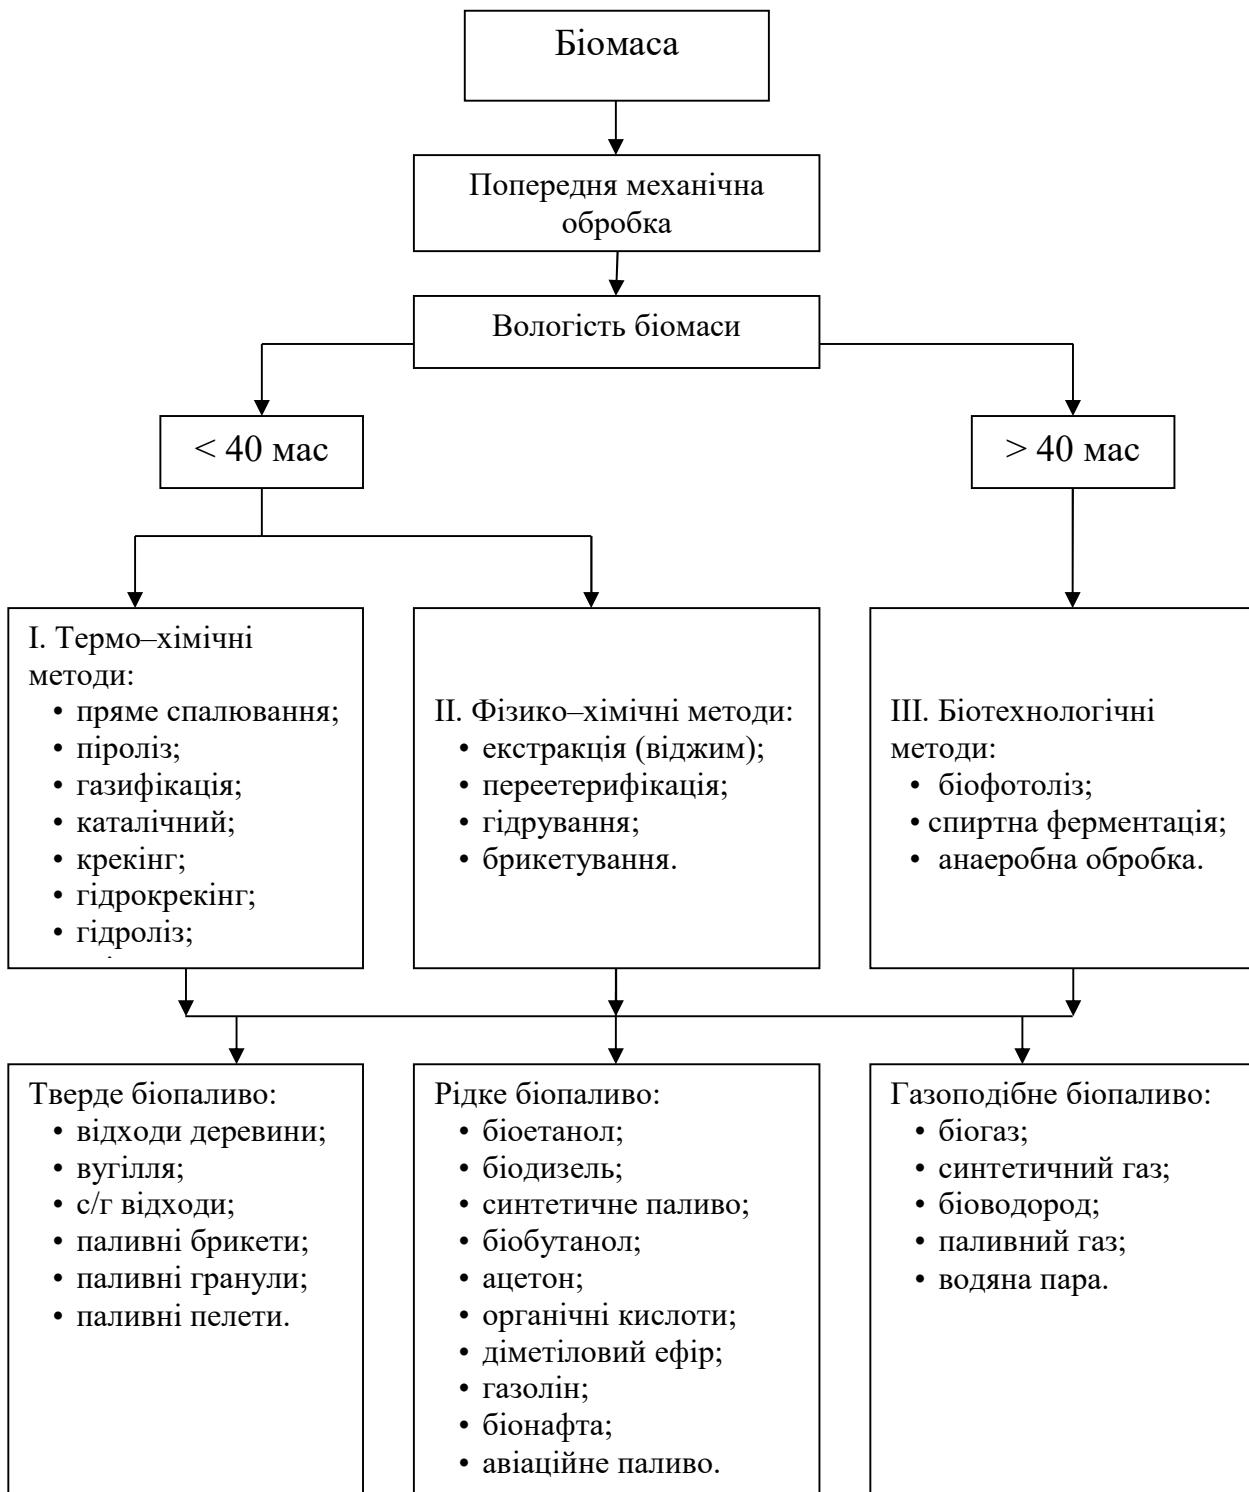 Біомаса
Попередня механічна
обробка
Вологість біомаси
< 40 мас
> 40 мас
І. Термо–хімічні
методи:
• пряме спалювання;
• піроліз;
• газифікація;
• каталічний;
• крекінг;
• гідрокрекінг;
• гідроліз;
ІІ. Фізико–хімічні методи:
• екстракція (віджим);
• переетерифікація;
• гідрування;
• брикетування.
ІІІ. Біотехнологічні
методи:
• біофотоліз;
• спиртна ферментація;
• анаеробна обробка.
Тверде біопаливо:
• відходи деревини;
• вугілля;
• с/г відходи;
• паливні брикети;
• паливні гранули;
• паливні пелети.
Рідке біопаливо:
• біоетанол;
• біодизель;
• синтетичне паливо;
• біобутанол;
• ацетон;
• органічні кислоти;
• діметіловий ефір;
• газолін;
• біонафта;
• авіаційне паливо.
Газоподібне біопаливо:
• біогаз;
• синтетичний газ;
• біоводород;
• паливний газ;
• водяна пара.